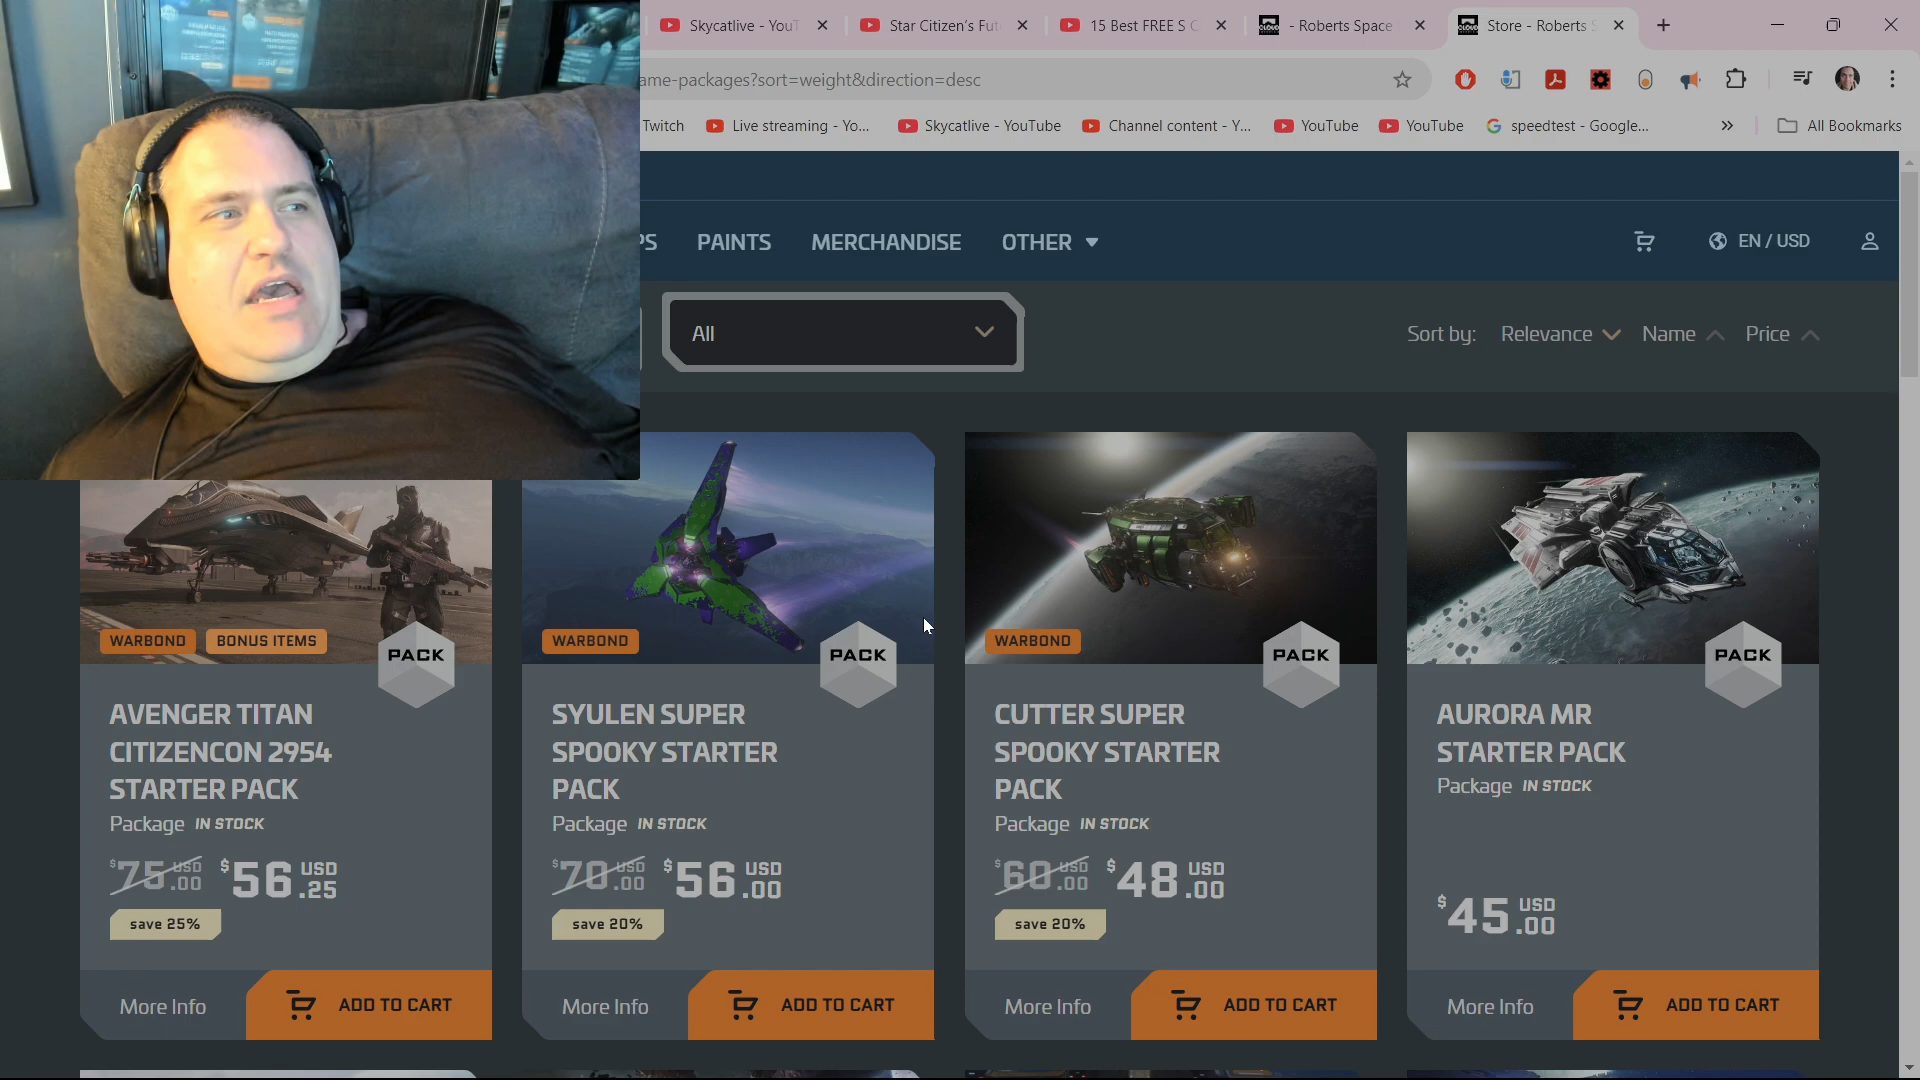 Skycatlive - YouT
Star Citizen's Fut
15 Best FREE S C
- Roberts Space
Store - Roberts S
ame-packages?sort=weight&direction=desc
Twitch
Live streaming - Yo...
Skycatlive - YouTube
Channel content - Y...
YouTube
YouTube
speedtest - Google...
All Bookmarks
PS
PAINTS
MERCHANDISE
OTHER
EN / USD
All
Sort by:
Relevance
Name
Price
WARBOND
BONUS ITEMS
PACK
AVENGER TITAN
CITIZENCON 2954
STARTER PACK
Package IN STOCK
$75.00 USD $56.25 USD
save 25%
More Info
ADD TO CART
WARBOND
PACK
SYULEN SUPER
SPOOKY STARTER
PACK
Package IN STOCK
$70.00 USD $56.00 USD
save 20%
More Info
ADD TO CART
WARBOND
PACK
CUTTER SUPER
SPOOKY STARTER
PACK
Package IN STOCK
$60.00 USD $48.00 USD
save 20%
More Info
ADD TO CART
PACK
AURORA MR
STARTER PACK
Package IN STOCK
$45.00 USD
More Info
ADD TO CART